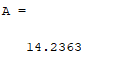 A =
14.2363